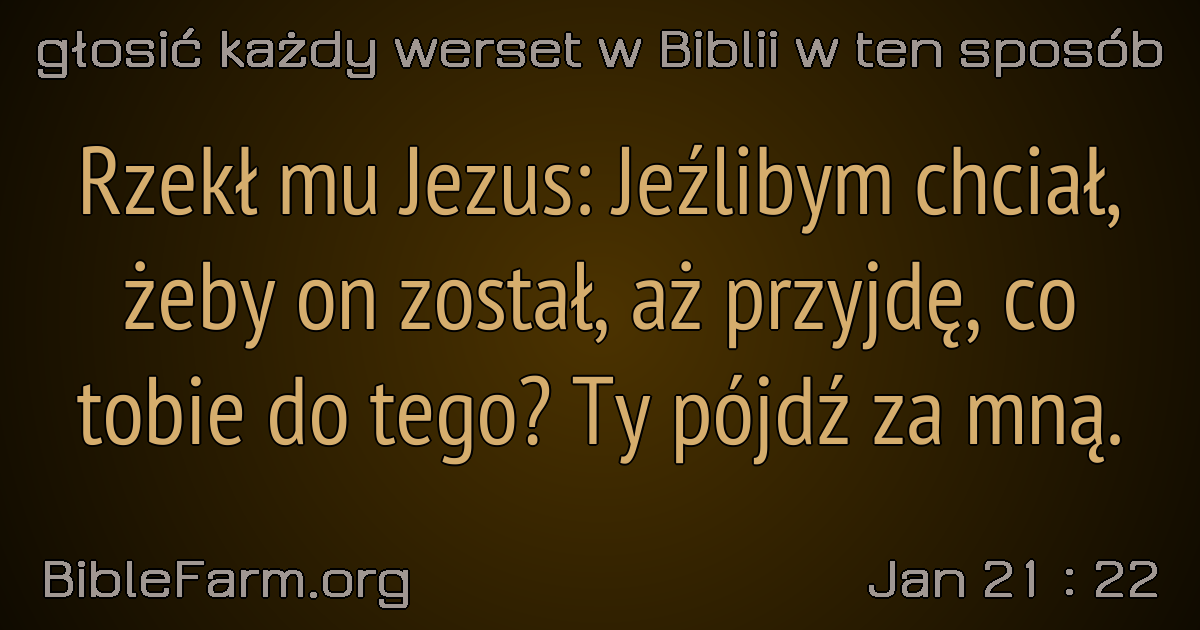 głosić każdy werset w Biblii w ten sposób
Rzekł mu Jezus: Jeźlibym chciał,
żeby on został, aż przyjdę, co
tobie do tego? Ty pójdź za mną.
BibleFarm.org
Jan 21 : 22